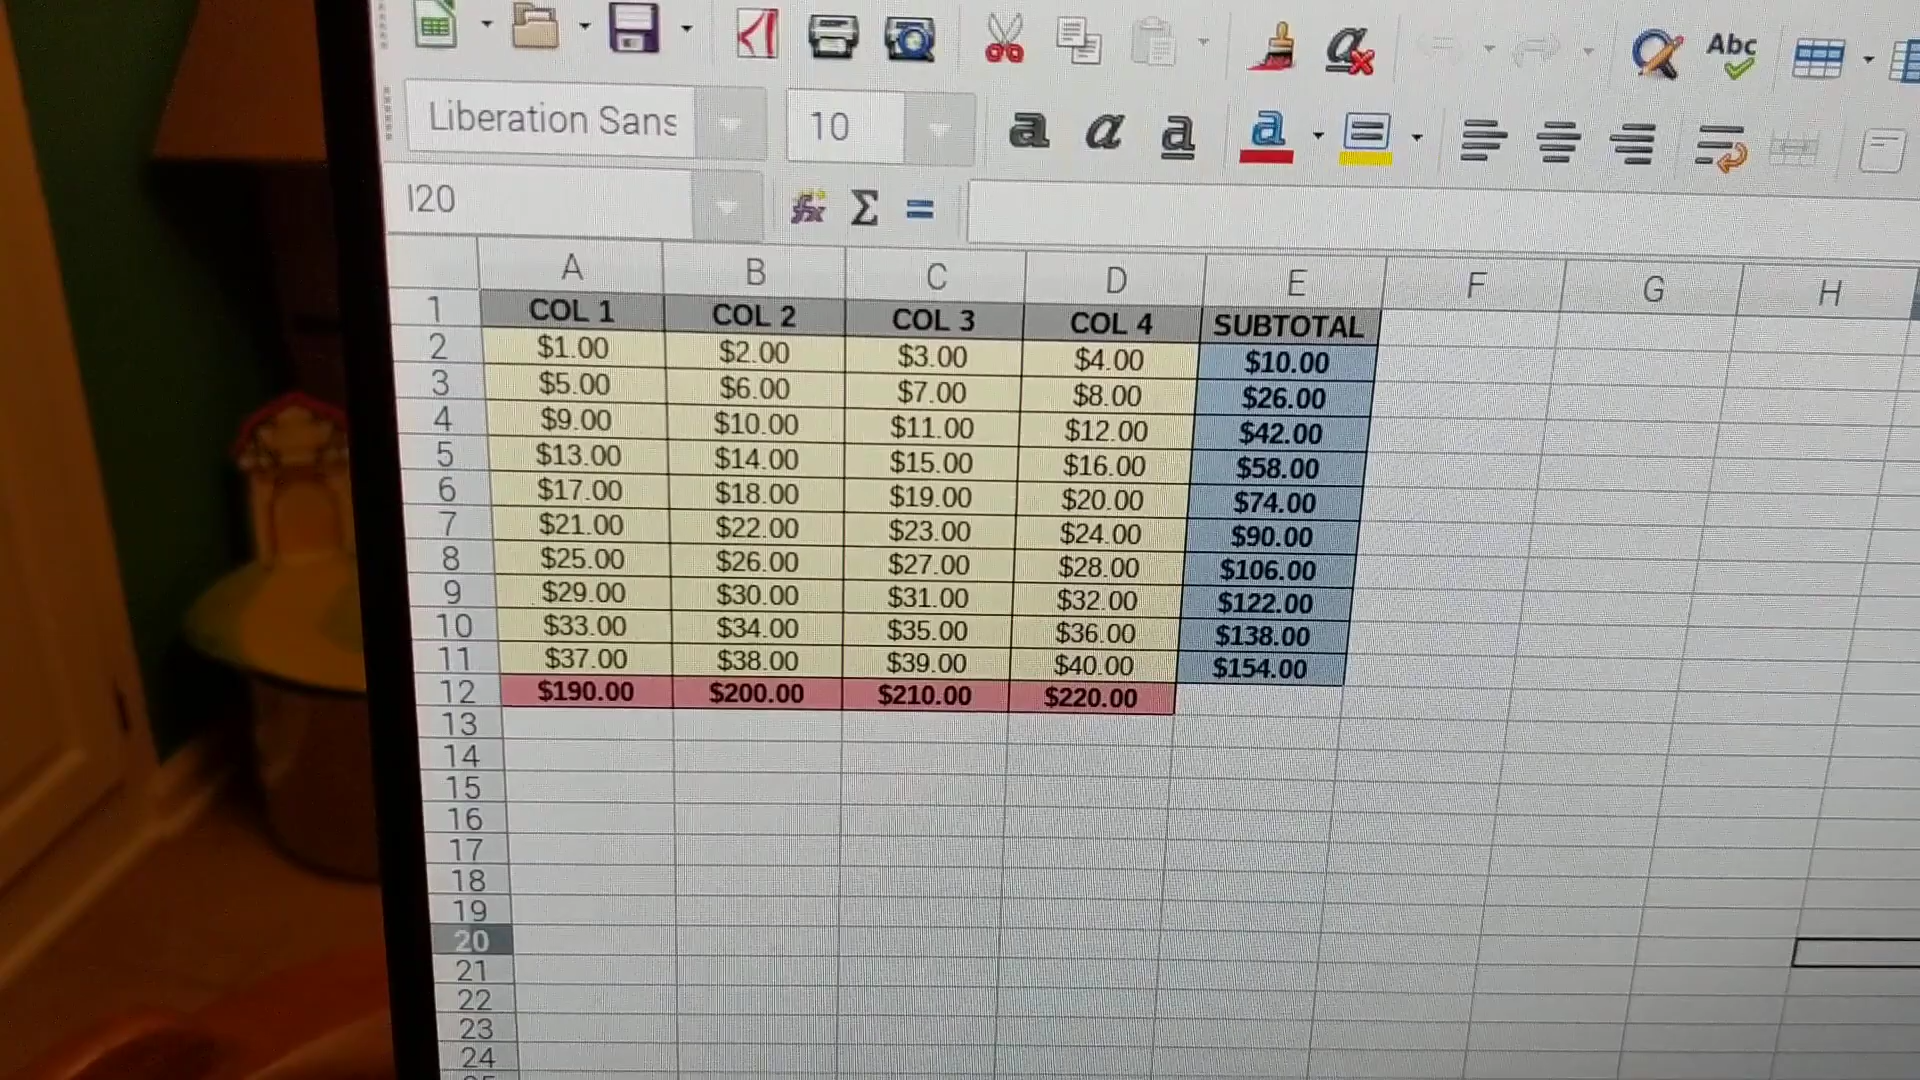 Abc
Liberation Sans 10 a a a a
I20 fx Σ =
A B C D E F G H
1 COL 1 COL 2 COL 3 COL 4 SUBTOTAL
2 $1.00 $2.00 $3.00 $4.00 $10.00
3 $5.00 $6.00 $7.00 $8.00 $26.00
4 $9.00 $10.00 $11.00 $12.00 $42.00
5 $13.00 $14.00 $15.00 $16.00 $58.00
6 $17.00 $18.00 $19.00 $20.00 $74.00
7 $21.00 $22.00 $23.00 $24.00 $90.00
8 $25.00 $26.00 $27.00 $28.00 $106.00
9 $29.00 $30.00 $31.00 $32.00 $122.00
10 $33.00 $34.00 $35.00 $36.00 $138.00
11 $37.00 $38.00 $39.00 $40.00 $154.00
12 $190.00 $200.00 $210.00 $220.00
13
14
15
16
17
18
19
20
21
22
23
24